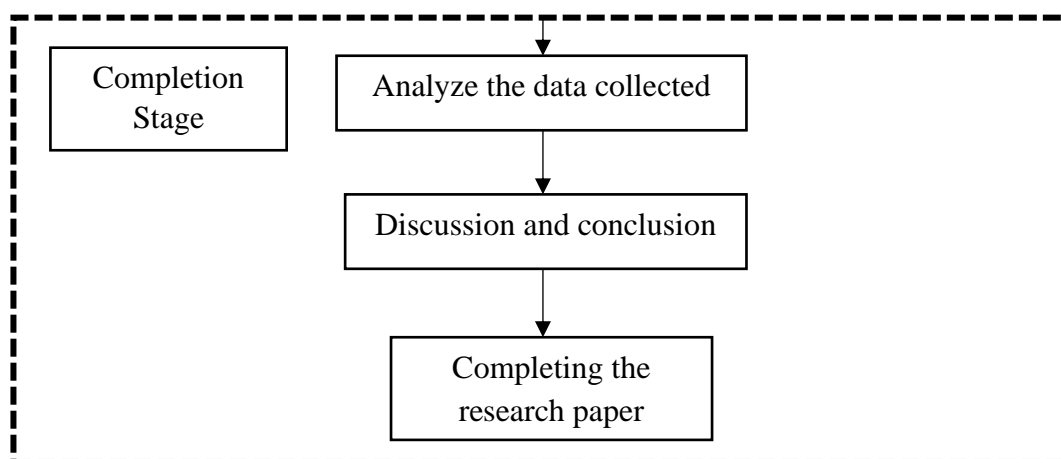 Completion
Stage
Analyze the data collected
Discussion and conclusion
Completing the
research paper